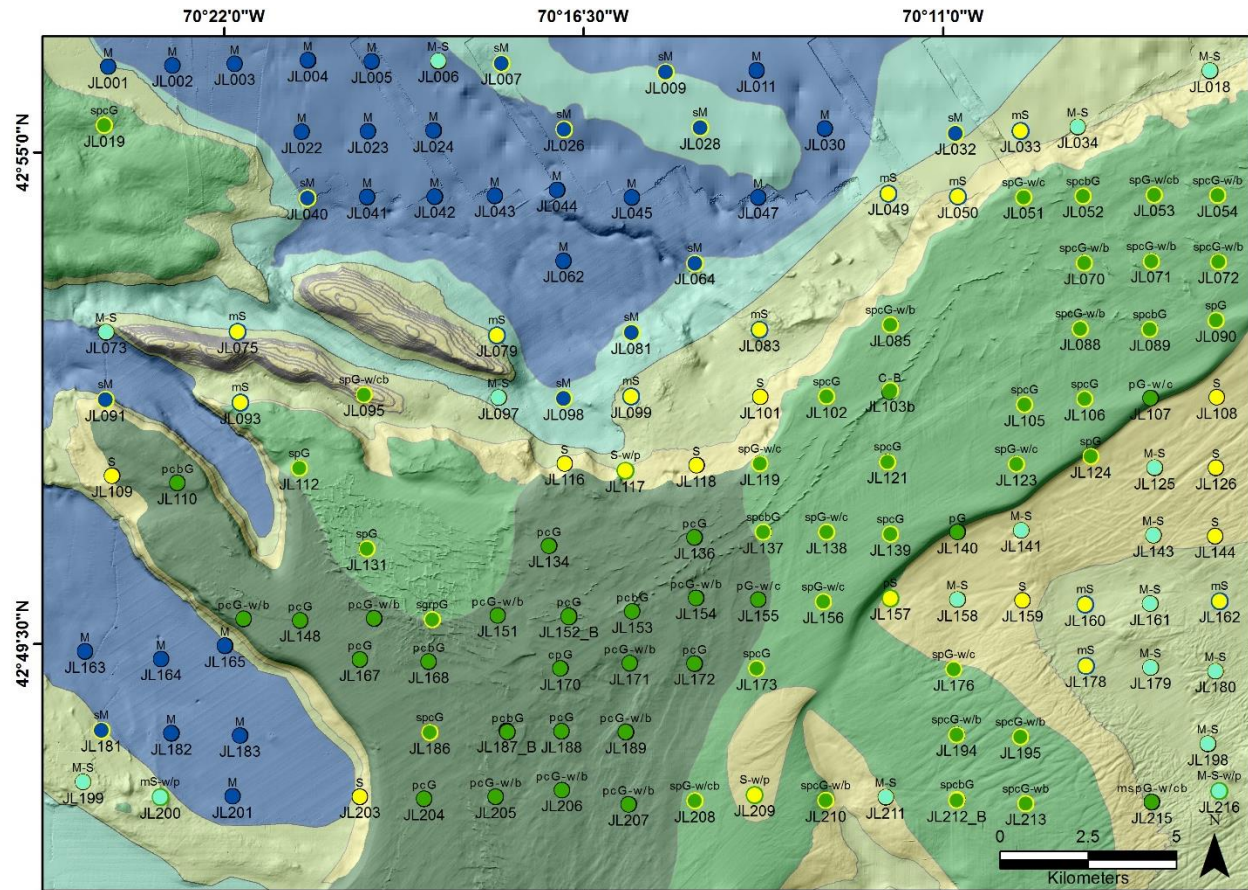 70°22'0"W 70°16'30"W 70°11'0"W
42°55'0"N
42°49'30"N
M M M M M M-S sM sM M M-S
JL001 JL002 JL003 JL004 JL005 JL006 JL007 JL009 JL011 JL018
spcG M M M sM sM M sM mS M-S
JL019 JL022 JL023 JL024 JL026 JL028 JL030 JL032 JL033 JL034
sM M M M M M M mS mS spG-w/c spcbG spG-w/cb spcG-w/b
JL040 JL041 JL042 JL043 JL044 JL045 JL047 JL049 JL050 JL051 JL052 JL053 JL054
M sM spcG-w/b spcG-w/b spcG-w/b
JL062 JL064 JL070 JL071 JL072
M-S mS mS sM mS spcG-w/b spcG-w/b spcbG spG
JL073 JL075 JL079 JL081 JL083 JL085 JL088 JL089 JL090
sM mS spG-w/cb M-S sM mS S spcG C-B spcG spcG pG-w/c S
JL091 JL093 JL095 JL097 JL098 JL099 JL101 JL102 JL103b JL105 JL106 JL107 JL108
S pcbG spG S S-w/p S spG-w/c spcG spG-w/c spG M-S S
JL109 JL110 JL112 JL116 JL117 JL118 JL119 JL121 JL123 JL124 JL125 JL126
spG pcG pcG spcbG spG-w/c spcG pG M-S M-S S
JL131 JL134 JL136 JL137 JL138 JL139 JL140 JL141 JL143 JL144
pcG-w/b pcG pcG-w/b sgrpG pcG-w/b pcG pcbG pcG-w/b pG-w/c spG-w/c pS M-S S mS M-S mS
JL148 JL151 JL152_B JL153 JL154 JL155 JL156 JL157 JL158 JL159 JL160 JL161 JL162
M M M pcG pcbG cpG pcG-w/b pcG spcG spG-w/c mS M-S M-S
JL163 JL164 JL165 JL167 JL168 JL170 JL171 JL172 JL173 JL176 JL178 JL179 JL180
sM M M spcG pcbG pcG pcG-w/b spcG-w/b spcG-w/b M-S
JL181 JL182 JL183 JL186 JL187_B JL188 JL189 JL194 JL195 JL198
M-S mS-w/p M S pcG pcG-w/b pcG-w/b pcG-w/b spG-w/cb S-w/p spcG-w/b M-S spcbG spcG-wb mspG-w/cb M-S-w/p
JL199 JL200 JL201 JL203 JL204 JL205 JL206 JL207 JL208 JL209 JL210 JL211 JL212_B JL213 JL215 JL216
N
0 2.5 5
Kilometers